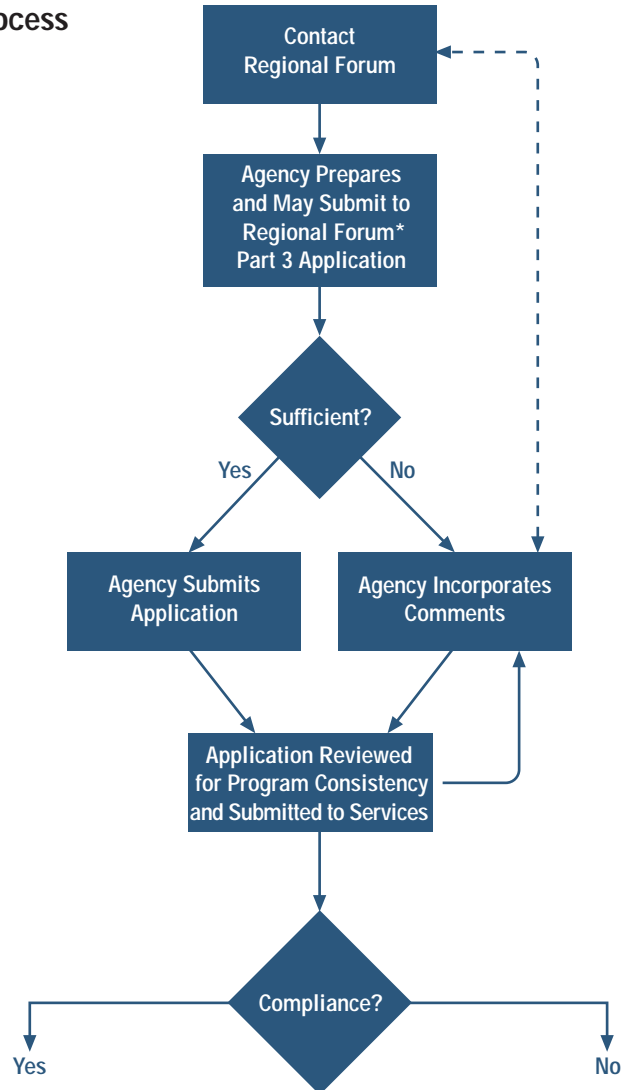 Contact
Regional Forum
Agency Prepares
and May Submit to
Regional Forum*
Part 3 Application
Sufficient?
Yes
No
Agency Submits
Application
Agency Incorporates
Comments
Application Reviewed
for Program Consistency
and Submitted to Services
Compliance?
Yes
No